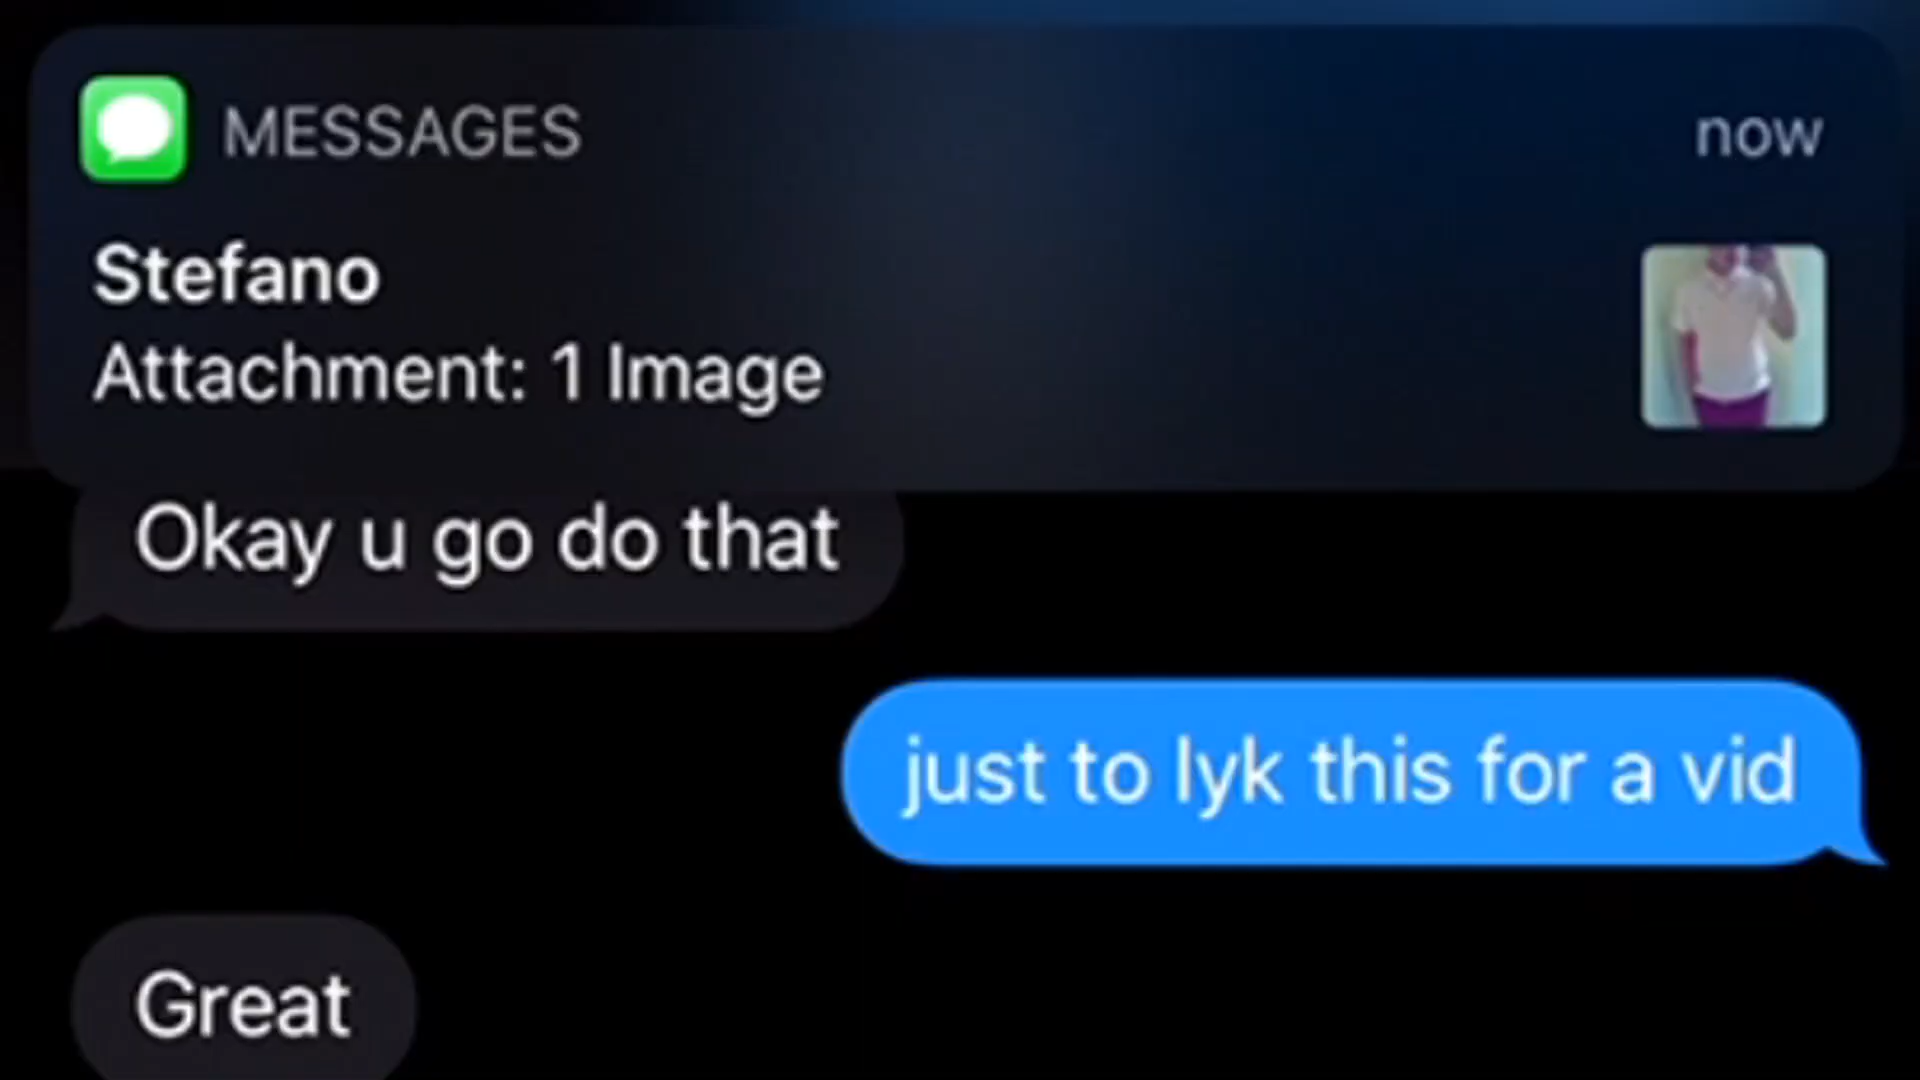 MESSAGES
now
Stefano
Attachment: 1 Image
Okay u go do that
just to lyk this for a vid
Great